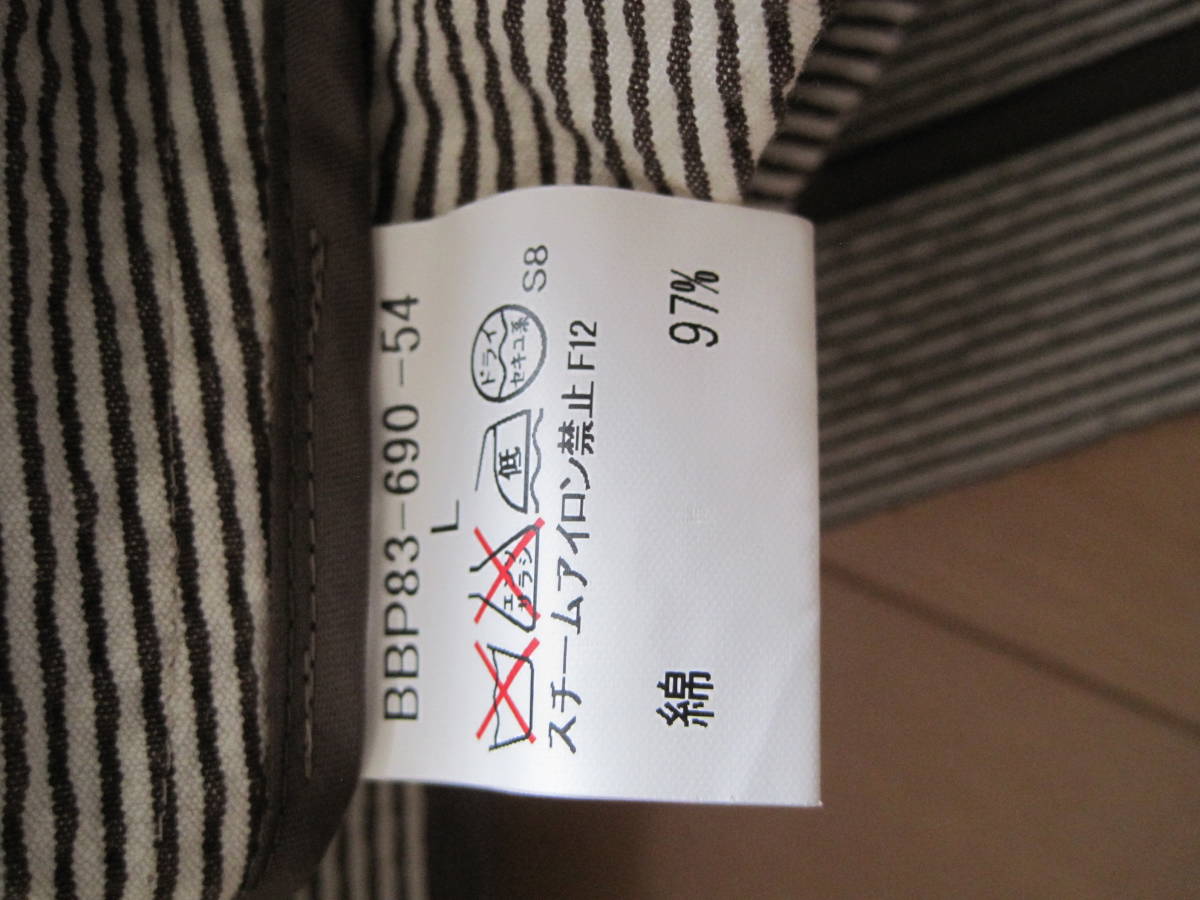 BBP83-690-54
L
エンソ サラシ 低 ドライ セキユ系 S8
スチームアイロン禁止 F12
綿 97%